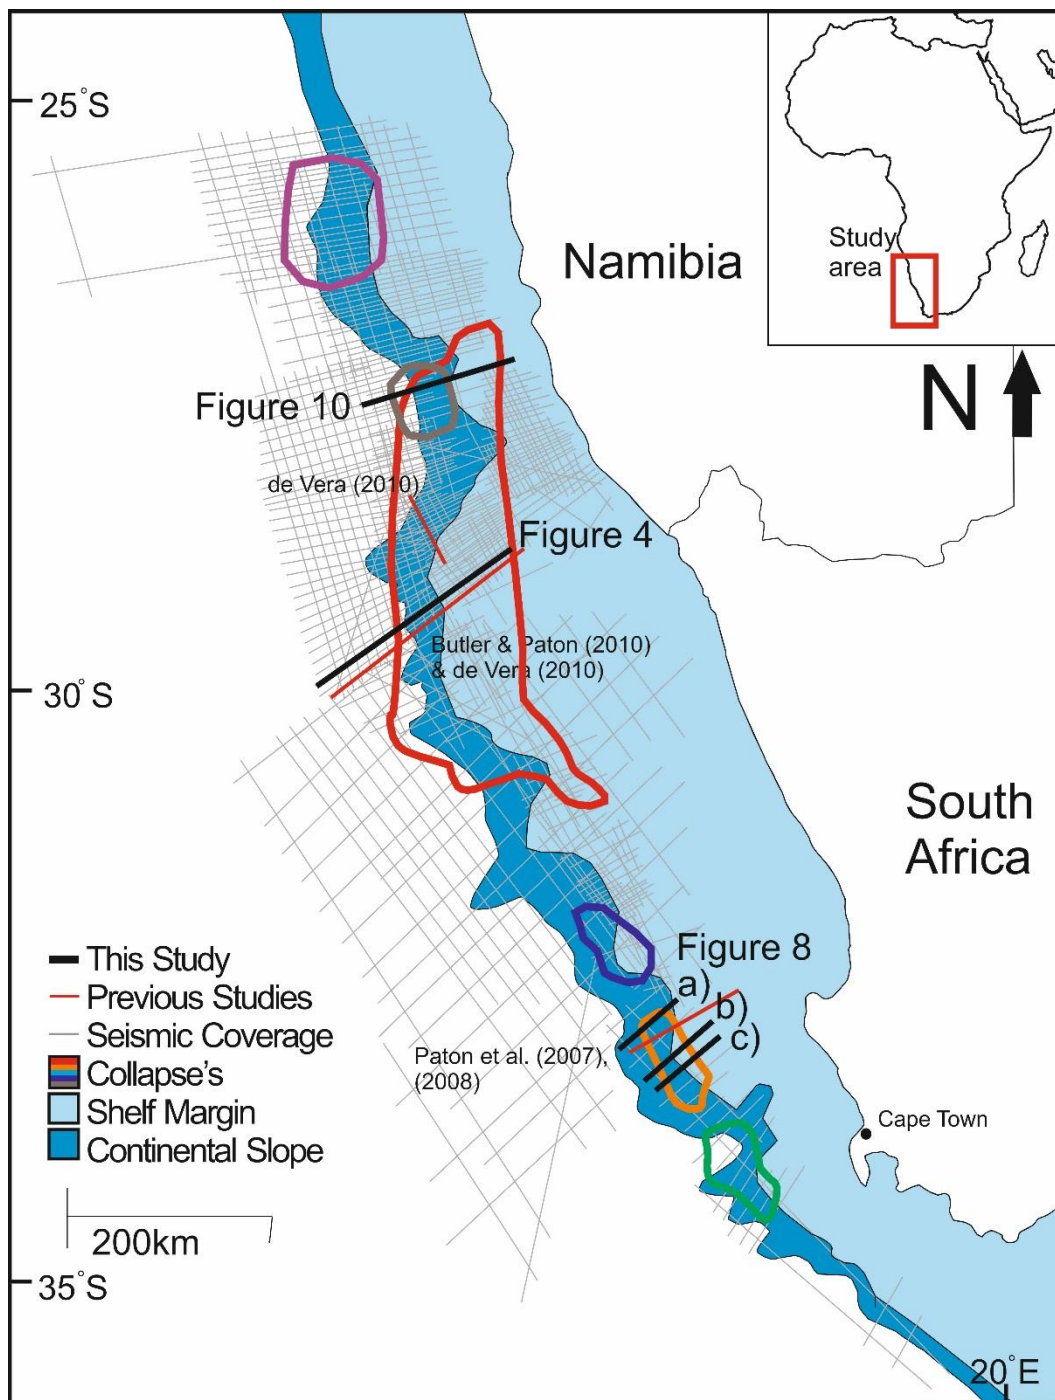 25°S
Namibia
Study
area
N
Figure 10
de Vera (2010)
Figure 4
Butler & Paton (2010)
& de Vera (2010)
30°S
South
Africa
Figure 8
a)
b)
c)
Paton et al. (2007),
(2008)
This Study
Previous Studies
Seismic Coverage
Collapse's
Shelf Margin
Continental Slope
Cape Town
200km
35°S
20°E